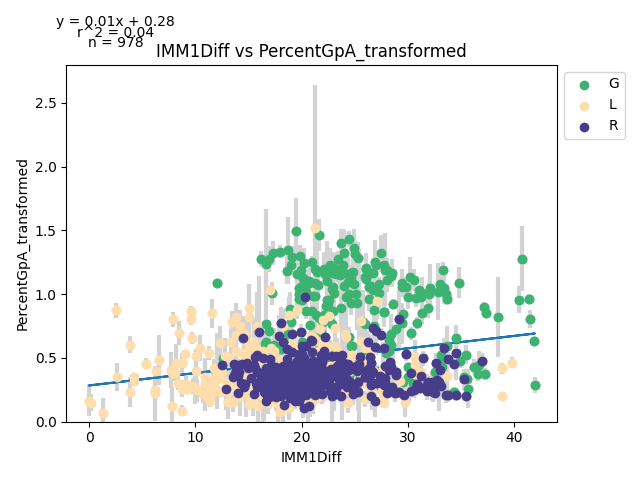 y = 0.01x + 0.28
r^2 = 0.04
n = 978
IMM1Diff vs PercentGpA_transformed
G
L
R
PercentGpA_transformed
2.5
2.0
1.5
1.0
0.5
0.0
0 10 20 30 40
IMM1Diff